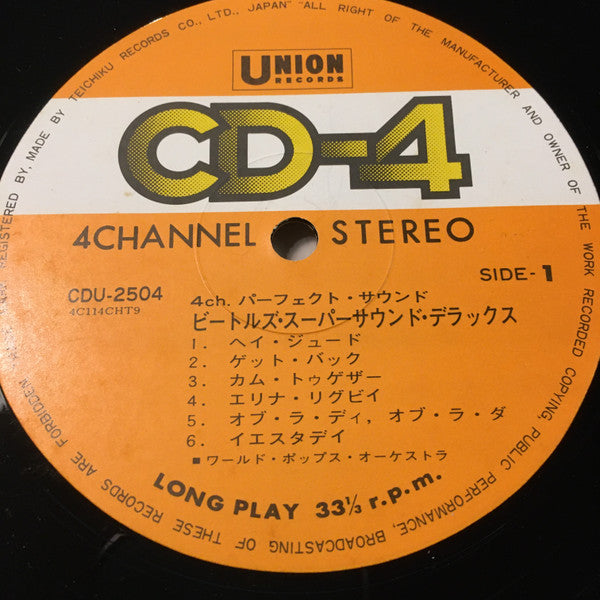 UNION
RECORDS
CD-4
4CHANNEL STEREO
SIDE-1
CDU-2504
4C114CHT9
4ch. パーフェクト・サウンド
ビートルズ・スーパーサウンド・デラックス
1. ヘイ・ジュード
2. ゲット・バック
3. カム・トゥゲザー
4. エリナ・リグビイ
5. オブ・ラ・ディ, オブ・ラ・ダ
6. イエスタデイ
■ワールド・ポップス・オーケストラ
LONG PLAY 33⅓ r.p.m.
REGISTERED BY, MADE BY TEICHIKU RECORDS CO., LTD., JAPAN" "ALL RIGHT OF THE MANUFACTURER AND OWNER OF THE WORK RECORDED COPYING, PUBLIC PERFORMANCE, BROADCASTING OF THESE RECORDS ARE FORBIDDEN